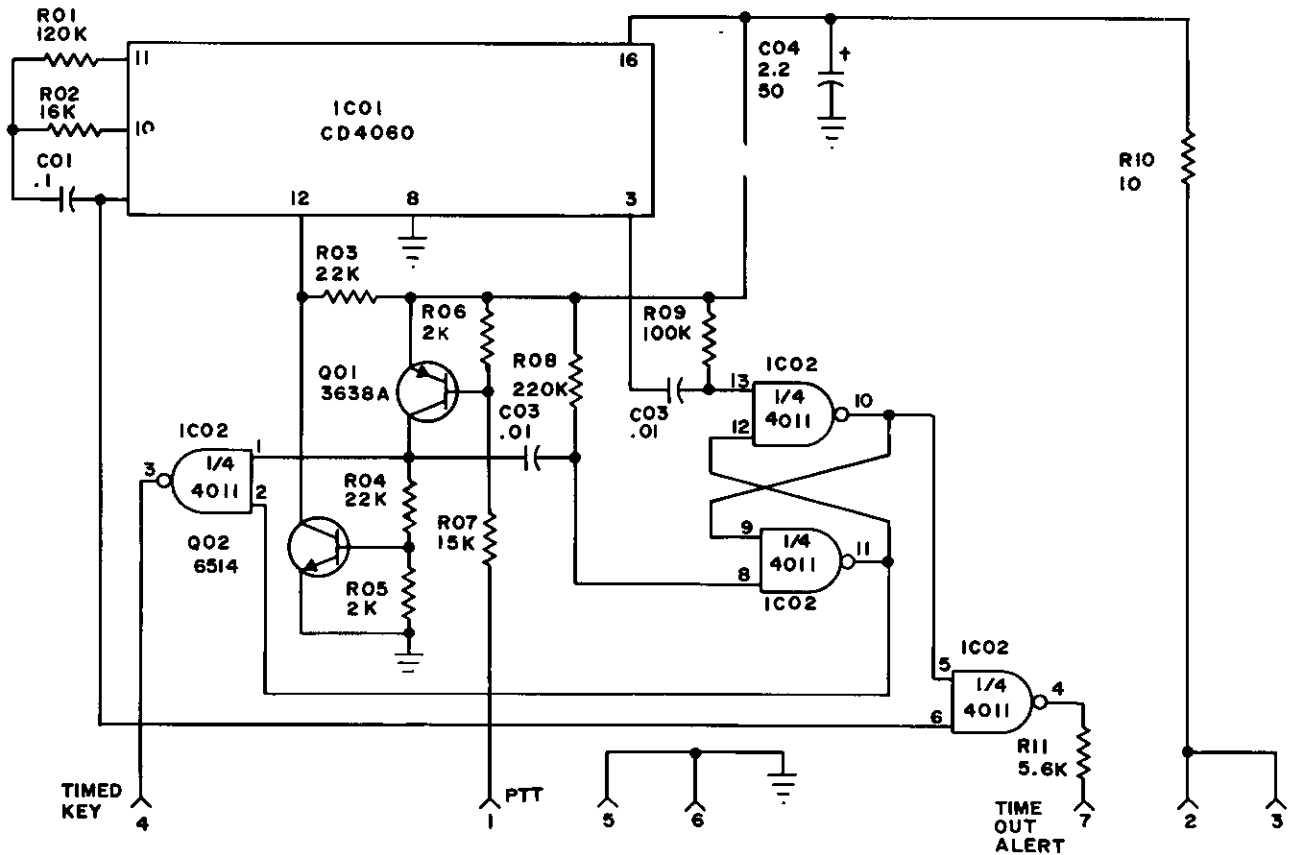 R01
120K
11
R02
16K
10
C01
.1
IC01
CD4060
16
12
8
3
C04
2.2
50
+
R10
10
R03
22K
R06
2K
R09
100K
Q01
3638A
R08
220K
C03
.01
C03
.01
IC02
13
1/4
4011
12
10
IC02
1
1/4
4011
2
3
R04
22K
R07
15K
9
1/4
4011
8
11
IC02
Q02
6514
R05
2K
IC02
5
1/4
4011
6
4
R11
5.6K
TIMED
KEY
4
PTT
1
5
6
TIME
OUT
ALERT
7
2
3